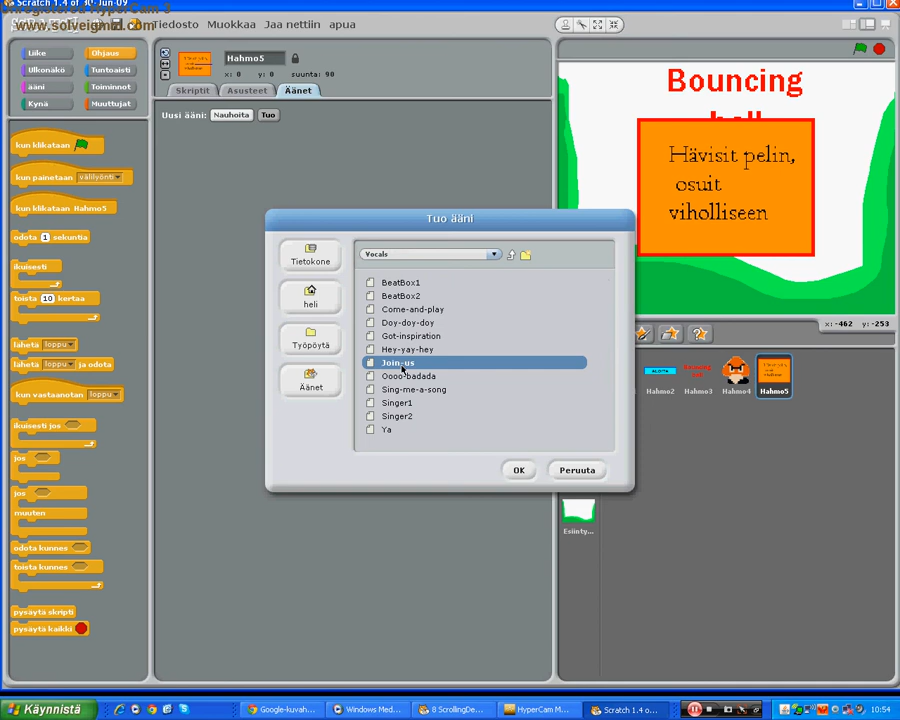 Scratch 1.4 of 30-Jun-09
Unregistered HyperCam 3
www.solveigmm.com
Tiedosto Muokkaa Jaa nettiin apua
Liike Ohjaus
Ulkonäkö Tuntoaisti
ääni Toiminnot
Kynä Muuttujat
Hahmo5
x: 0 y: 0 suunta: 90
Skriptit Asusteet Äänet
Uusi ääni: Nauhoita Tuo
kun klikataan
kun painetaan välilyönti
kun klikataan Hahmo5
odota 1 sekuntia
ikuisesti
toista 10 kertaa
lähetä loppu
lähetä loppu ja odota
kun vastaanotan loppu
ikuisesti jos
jos
jos
muuten
odota kunnes
toista kunnes
pysäytä skripti
pysäytä kaikki
Tuo ääni
Tietokone
heli
Työpöytä
Äänet
Vocals
BeatBox1
BeatBox2
Come-and-play
Doy-doy-doy
Got-inspiration
Hey-yay-hey
Join-us
Oooo-badada
Sing-me-a-song
Singer1
Singer2
Ya
OK Peruuta
Bouncing
Hävisit pelin,
osuit
viholliseen
x: -462 y: -253
Hahmo2 Hahmo3 Hahmo4 Hahmo5
Esiinty...
Käynnistä
Google-kuvah... Windows Med... 8 ScrollingDe... HyperCam M... Scratch 1.4 o...
10:54